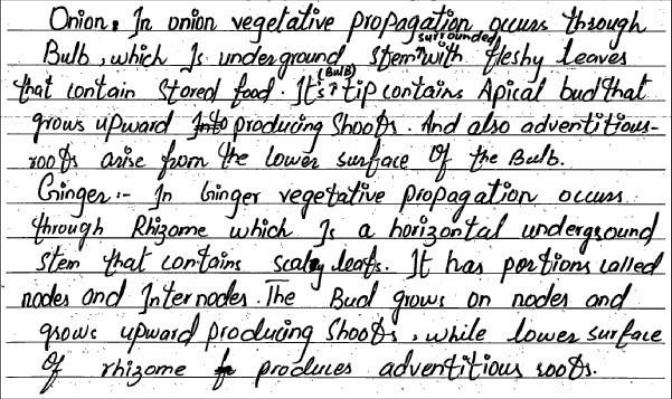 Onion: In onion vegetative propagation occurs through
Bulb, which Is underground stem surrounded with fleshy leaves
that contain stored food. It's (Bulb) tip contains Apical bud that
grows upward producing Shoots. And also adventitious-
roots arise from the lower surface Of the Bulb.
Ginger:- In Ginger vegetative propagation occurs
through Rhizome which Is a horizontal underground
stem that contains scaly leafs. It has portions called
nodes and Internodes. The Bud grows on nodes and
grows upward producing Shoots, while lower surface
Of rhizome produces adventitious roots.